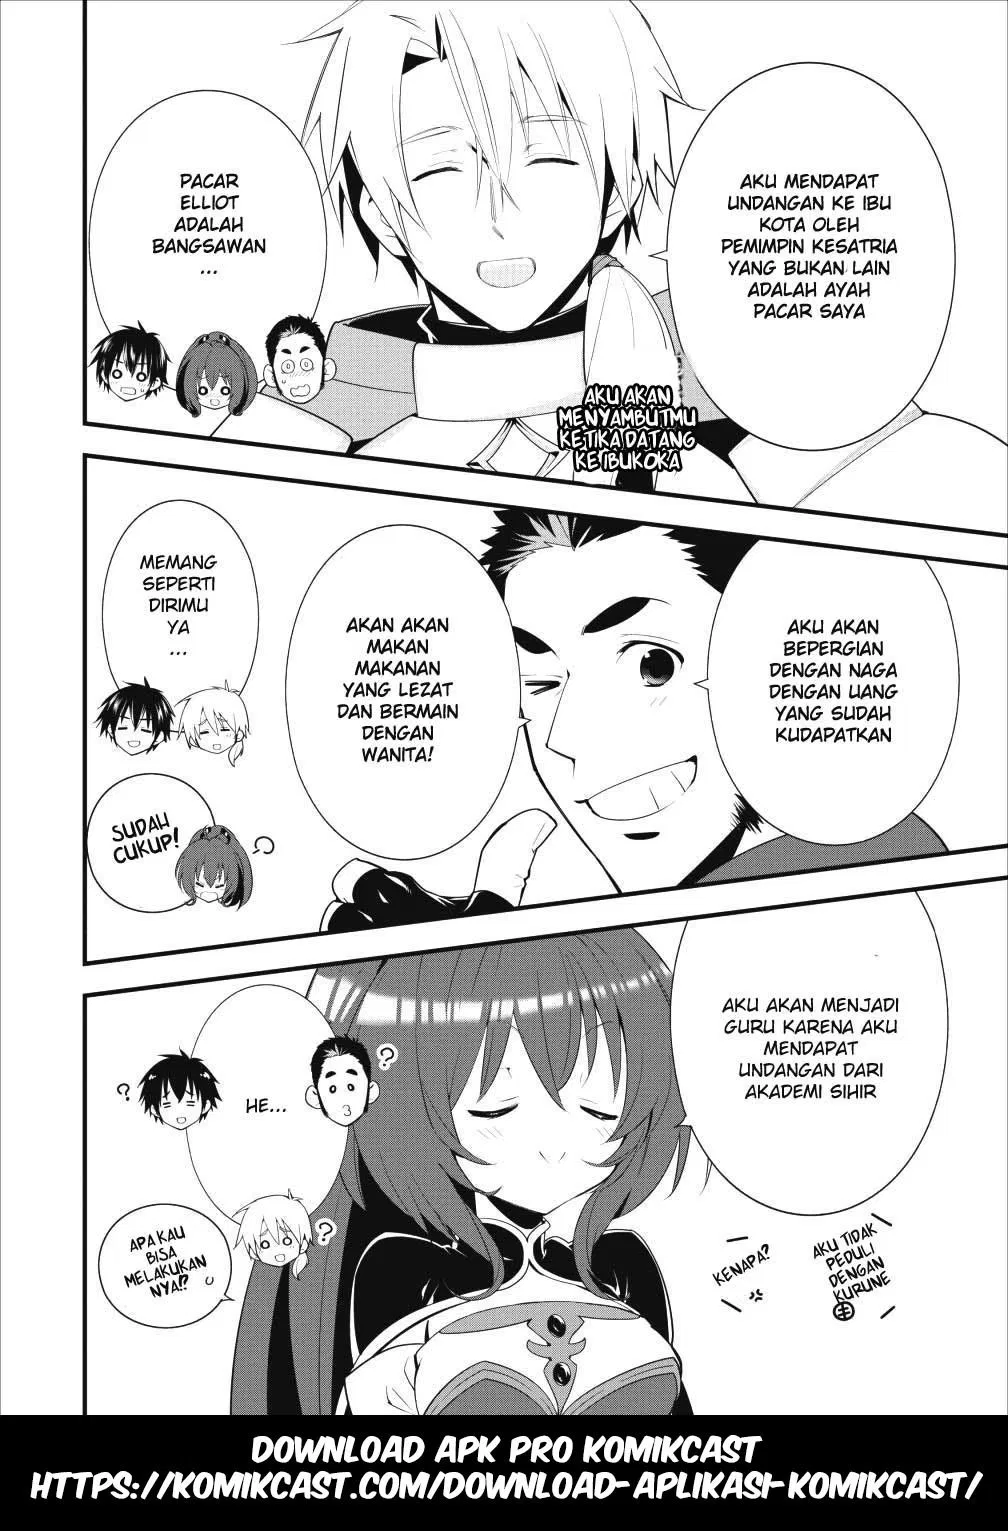 AKU MENDAPAT
UNDANGAN KE IBU
KOTA OLEH
PEMIMPIN KESATRIA
YANG BUKAN LAIN
ADALAH AYAH
PACAR SAYA
AKU AKAN
MENYAMBUTMU
KETIKA DATANG
KE IBUKOKA
PACAR
ELLIOT
ADALAH
BANGSAWAN
...
AKU AKAN
BEPERGIAN
DENGAN NAGA
DENGAN UANG
YANG SUDAH
KUDAPATKAN
AKAN AKAN
MAKAN
MAKANAN
YANG LEZAT
DAN BERMAIN
DENGAN
WANITA!
MEMANG
SEPERTI
DIRIMU
YA
...
SUDAH
CUKUP!
AKU AKAN MENJADI
GURU KARENA AKU
MENDAPAT
UNDANGAN DARI
AKADEMI SIHIR
?
?
HE...
?
APA KAU
BISA
MELAKUKAN
NYA!?
KENAPA?
AKU TIDAK
PEDULI
DENGAN
KURUNE
DOWNLOAD APK PRO KOMIKCAST
HTTPS://KOMIKCAST.COM/DOWNLOAD-APLIKASI-KOMIKCAST/